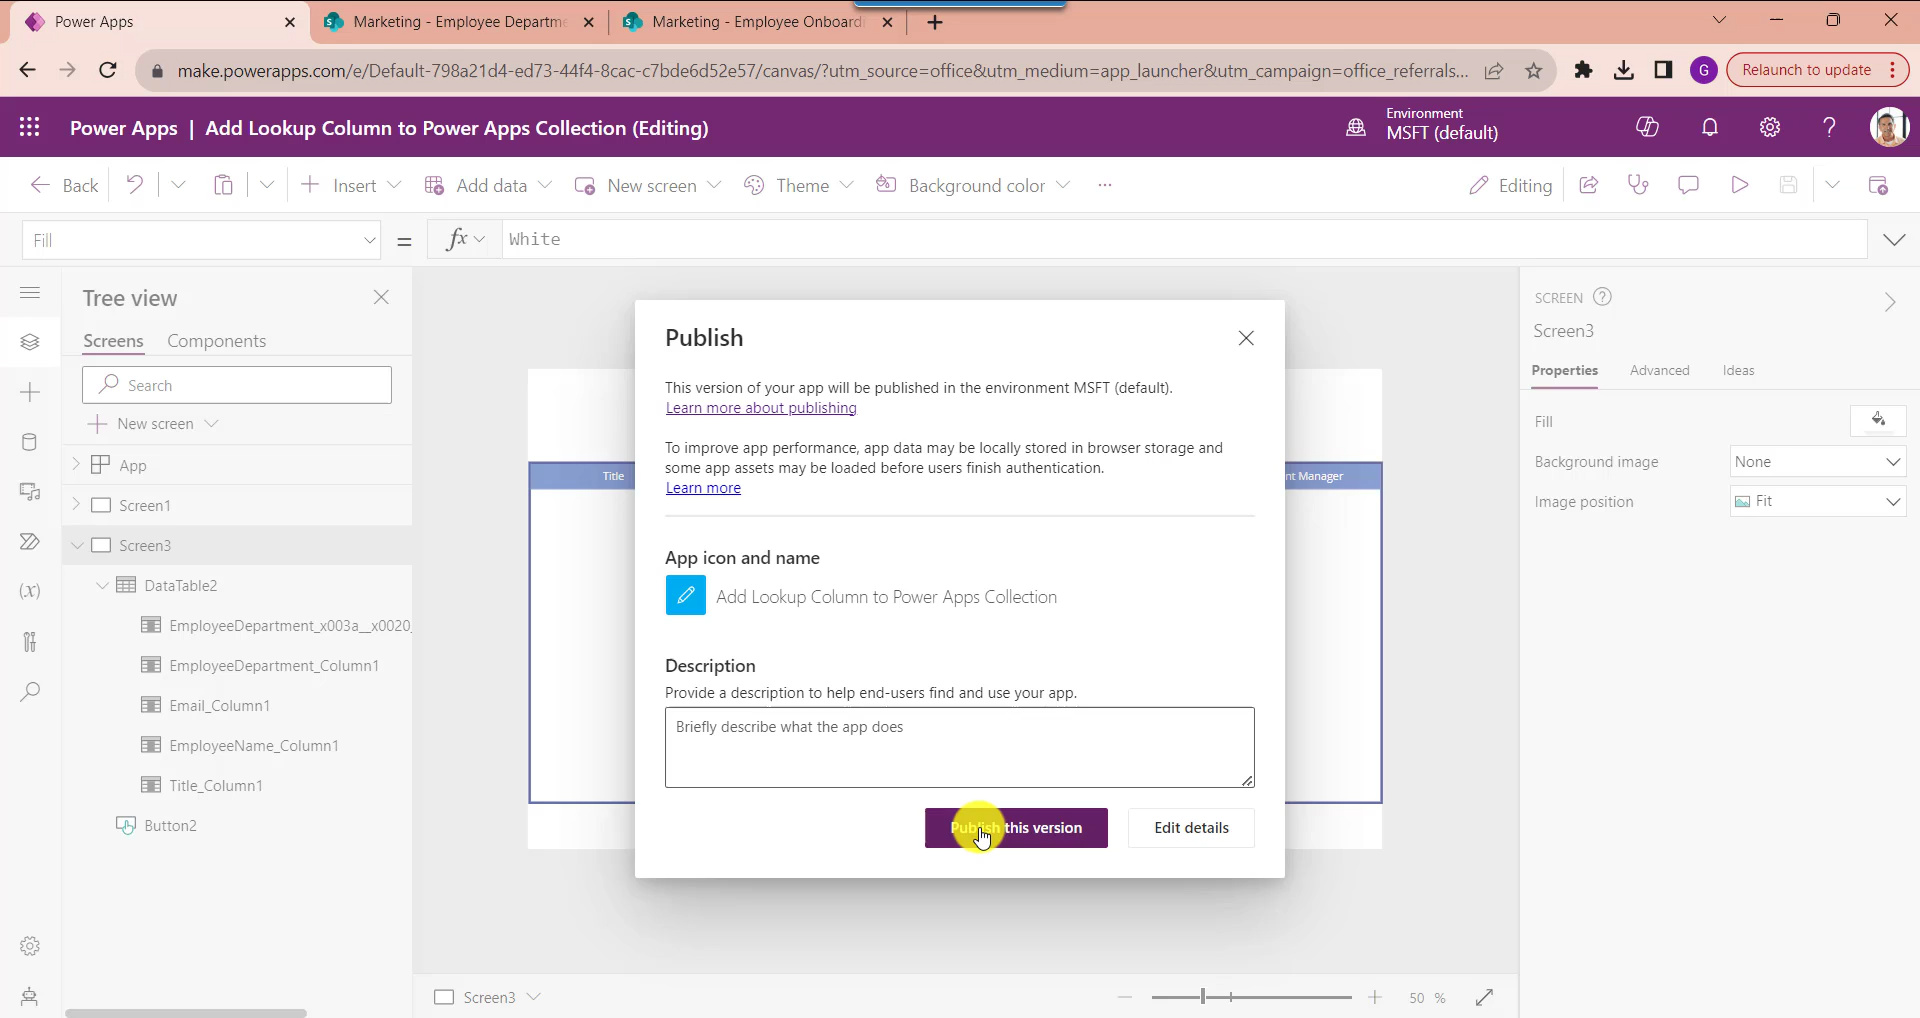 Power Apps
Marketing - Employee Departme
Marketing - Employee Onboardi
make.powerapps.com/e/Default-798a21d4-ed73-44f4-8cac-c7bde6d52e57/canvas/?utm_source=office&utm_medium=app_launcher&utm_campaign=office_referrals...
G
Relaunch to update
Power Apps | Add Lookup Column to Power Apps Collection (Editing)
Environment
MSFT (default)
Back
Insert
Add data
New screen
Theme
Background color
...
Editing
Fill
=
fx
White
Tree view
Screens
Components
Search
New screen
App
Screen1
Screen3
DataTable2
EmployeeDepartment_x003a__x0020_
EmployeeDepartment_Column1
Email_Column1
EmployeeName_Column1
Title_Column1
Button2
(x)
Title
nt Manager
Publish
This version of your app will be published in the environment MSFT (default).
Learn more about publishing
To improve app performance, app data may be locally stored in browser storage and
some app assets may be loaded before users finish authentication.
Learn more
App icon and name
Add Lookup Column to Power Apps Collection
Description
Provide a description to help end-users find and use your app.
Briefly describe what the app does
Publish this version
Edit details
SCREEN
Screen3
Properties
Advanced
Ideas
Fill
Background image
None
Image position
Fit
Screen3
50 %